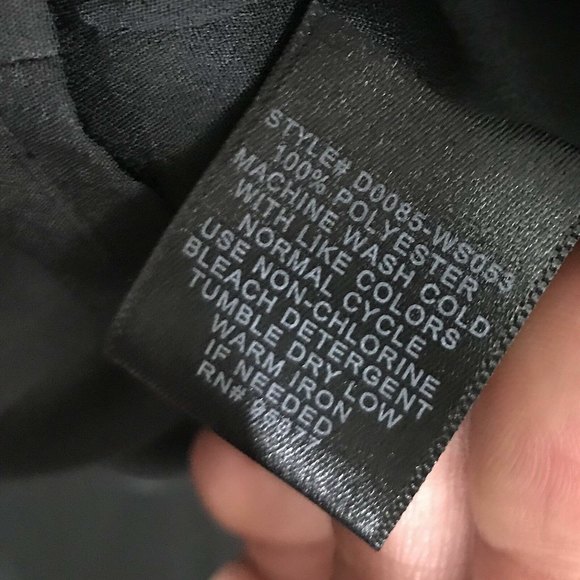 STYLE# D0085-WS053
100% POLYESTER
MACHINE WASH COLD
WITH LIKE COLORS
NORMAL CYCLE
USE NON-CHLORINE
BLEACH DETERGENT
TUMBLE DRY LOW
WARM IRON
IF NEEDED
RN#